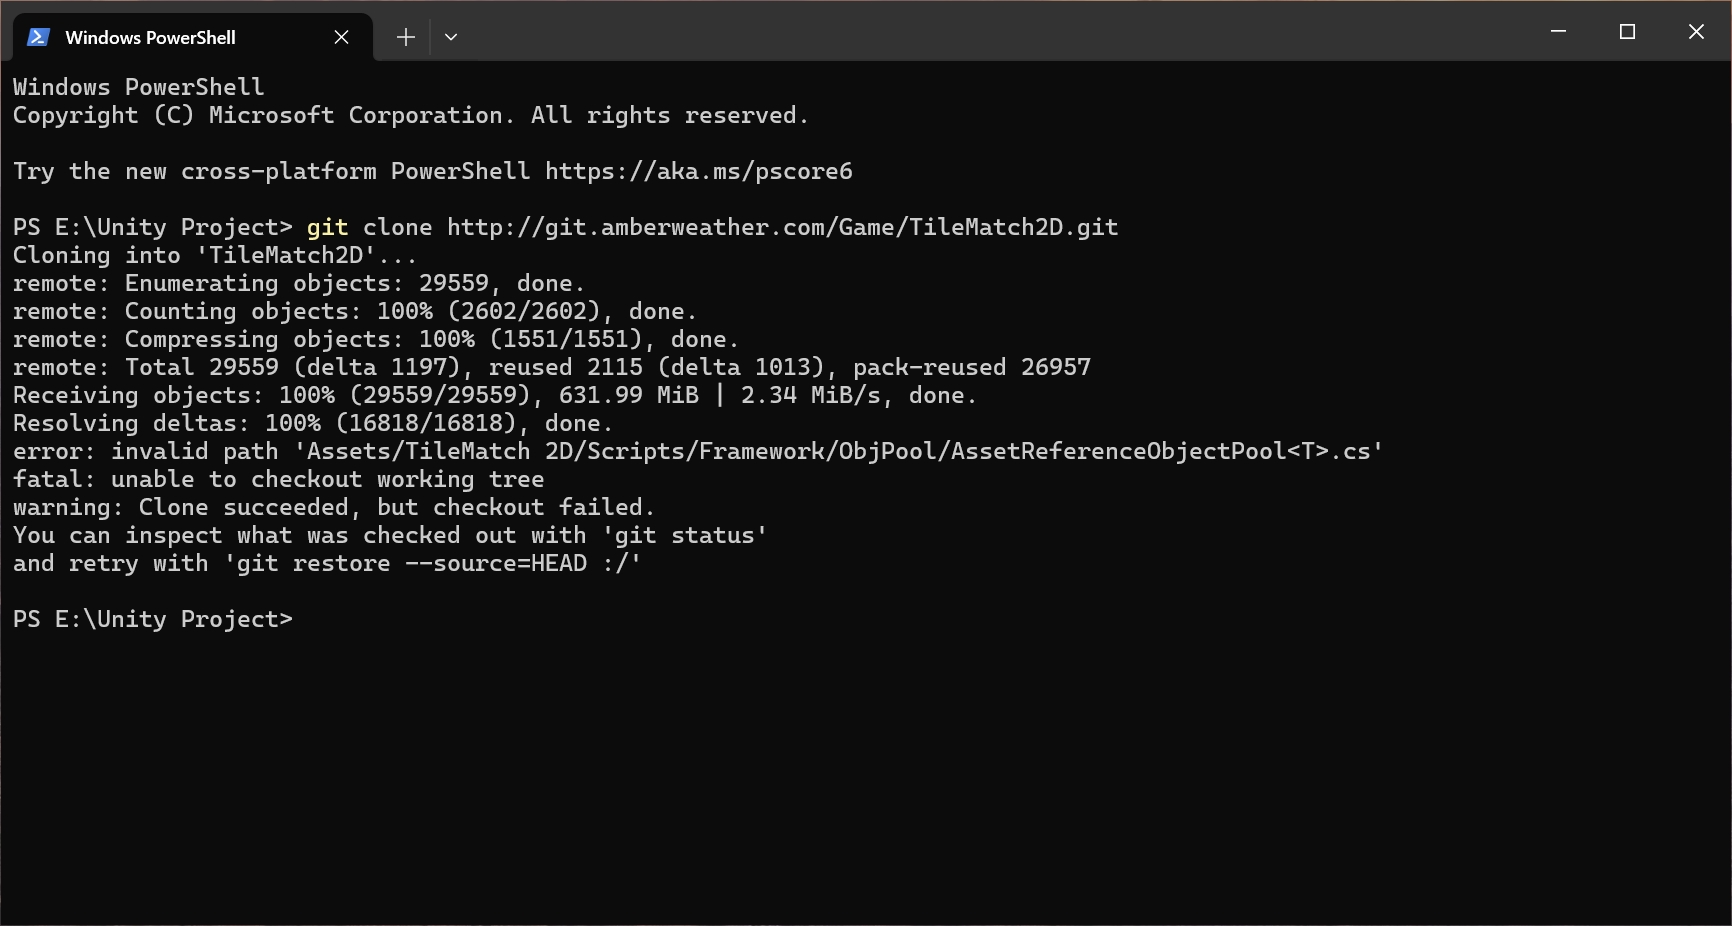 Windows PowerShell
Windows PowerShell
Copyright (C) Microsoft Corporation. All rights reserved.
Try the new cross-platform PowerShell https://aka.ms/pscore6
PS E:\Unity Project> git clone http://git.amberweather.com/Game/TileMatch2D.git
Cloning into 'TileMatch2D'...
remote: Enumerating objects: 29559, done.
remote: Counting objects: 100% (2602/2602), done.
remote: Compressing objects: 100% (1551/1551), done.
remote: Total 29559 (delta 1197), reused 2115 (delta 1013), pack-reused 26957
Receiving objects: 100% (29559/29559), 631.99 MiB | 2.34 MiB/s, done.
Resolving deltas: 100% (16818/16818), done.
error: invalid path 'Assets/TileMatch 2D/Scripts/Framework/ObjPool/AssetReferenceObjectPool<T>.cs'
fatal: unable to checkout working tree
warning: Clone succeeded, but checkout failed.
You can inspect what was checked out with 'git status'
and retry with 'git restore --source=HEAD :/'
PS E:\Unity Project>